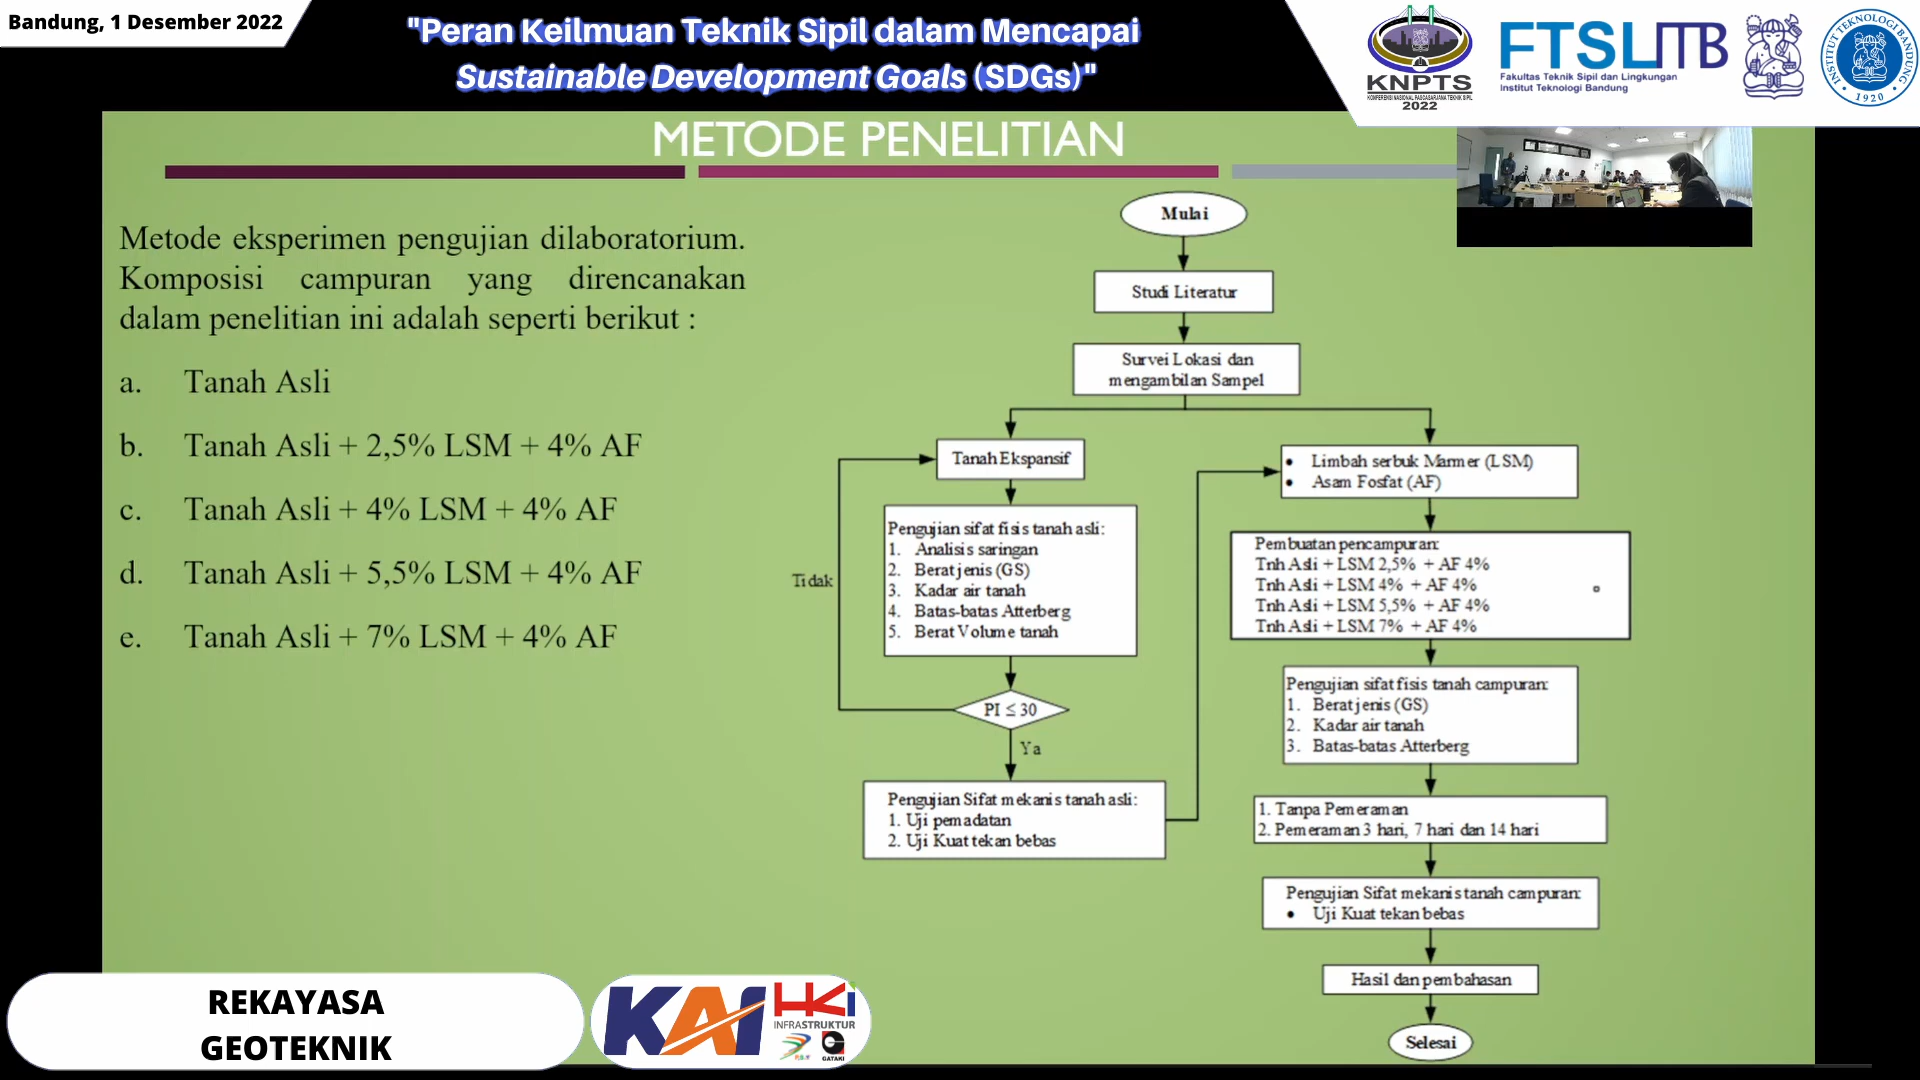 Bandung, 1 Desember 2022
"Peran Keilmuan Teknik Sipil dalam Mencapai
Sustainable Development Goals (SDGs)"
KNPTS
KONFERENSI NASIONAL PASCASARJANA TEKNIK SIPIL
2022
FTSL ITB
Fakultas Teknik Sipil dan Lingkungan
Institut Teknologi Bandung
INSTITUT TEKNOLOGI BANDUNG
1920
METODE PENELITIAN
Metode eksperimen pengujian dilaboratorium.
Komposisi campuran yang direncanakan
dalam penelitian ini adalah seperti berikut :
a. Tanah Asli
b. Tanah Asli + 2,5% LSM + 4% AF
c. Tanah Asli + 4% LSM + 4% AF
d. Tanah Asli + 5,5% LSM + 4% AF
e. Tanah Asli + 7% LSM + 4% AF
Mulai
Studi Literatur
Survei Lokasi dan
mengambilan Sampel
Tanah Ekspansif
Pengujian sifat fisis tanah asli:
1. Analisis saringan
2. Berat jenis (GS)
3. Kadar air tanah
4. Batas-batas Atterberg
5. Berat Volume tanah
Tidak
PI ≤ 30
Ya
Pengujian Sifat mekanis tanah asli:
1. Uji pemadatan
2. Uji Kuat tekan bebas
• Limbah serbuk Marmer (LSM)
• Asam Fosfat (AF)
Pembuatan pencampuran:
Tnh Asli + LSM 2,5% + AF 4%
Tnh Asli + LSM 4% + AF 4%
Tnh Asli + LSM 5,5% + AF 4%
Tnh Asli + LSM 7% + AF 4%
Pengujian sifat fisis tanah campuran:
1. Berat jenis (GS)
2. Kadar air tanah
3. Batas-batas Atterberg
1. Tanpa Pemeraman
2. Pemeraman 3 hari, 7 hari dan 14 hari
Pengujian Sifat mekanis tanah campuran:
• Uji Kuat tekan bebas
Hasil dan pembahasan
Selesai
REKAYASA
GEOTEKNIK
KAI
HKI
INFRASTRUKTUR
GATAKI